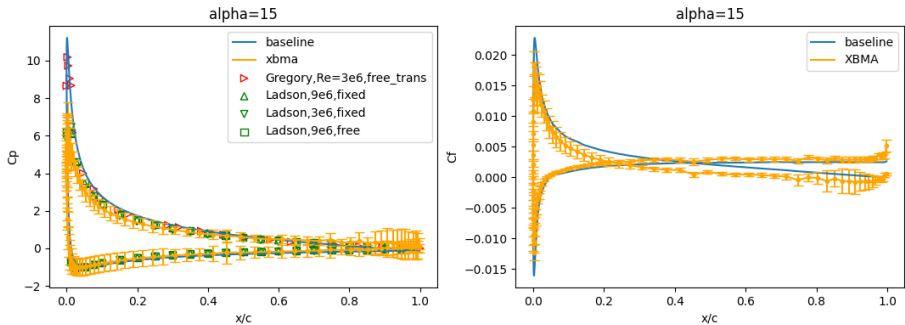 alpha=15
Cp
10
8
6
4
2
0
−2
0.0 0.2 0.4 0.6 0.8 1.0
x/c
baseline
xbma
Gregory,Re=3e6,free_trans
Ladson,9e6,fixed
Ladson,3e6,fixed
Ladson,9e6,free
alpha=15
Cf
0.020
0.015
0.010
0.005
0.000
−0.005
−0.010
−0.015
0.0 0.2 0.4 0.6 0.8 1.0
x/c
baseline
XBMA